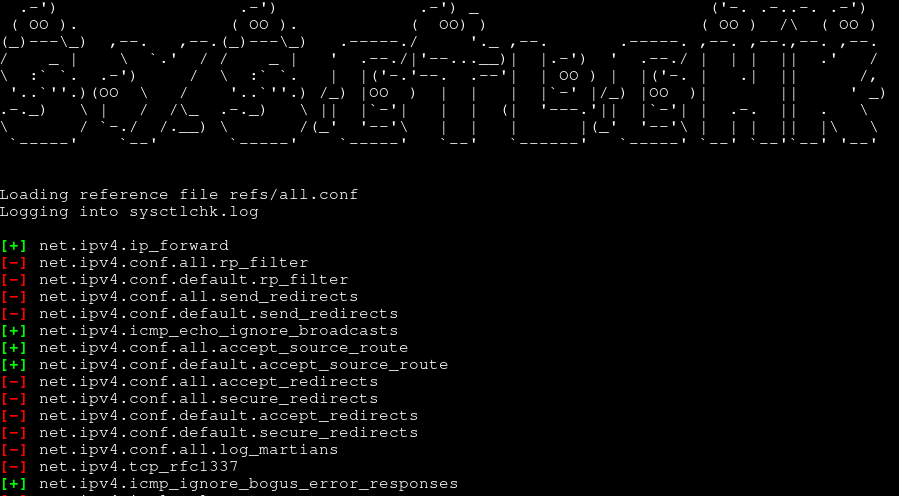 SYSCTLCHK
Loading reference file refs/all.conf
Logging into sysctlchk.log
[+] net.ipv4.ip_forward
[-] net.ipv4.conf.all.rp_filter
[-] net.ipv4.conf.default.rp_filter
[-] net.ipv4.conf.all.send_redirects
[-] net.ipv4.conf.default.send_redirects
[+] net.ipv4.icmp_echo_ignore_broadcasts
[+] net.ipv4.conf.all.accept_source_route
[+] net.ipv4.conf.default.accept_source_route
[-] net.ipv4.conf.all.accept_redirects
[-] net.ipv4.conf.all.secure_redirects
[-] net.ipv4.conf.default.accept_redirects
[-] net.ipv4.conf.default.secure_redirects
[-] net.ipv4.conf.all.log_martians
[-] net.ipv4.tcp_rfc1337
[+] net.ipv4.icmp_ignore_bogus_error_responses